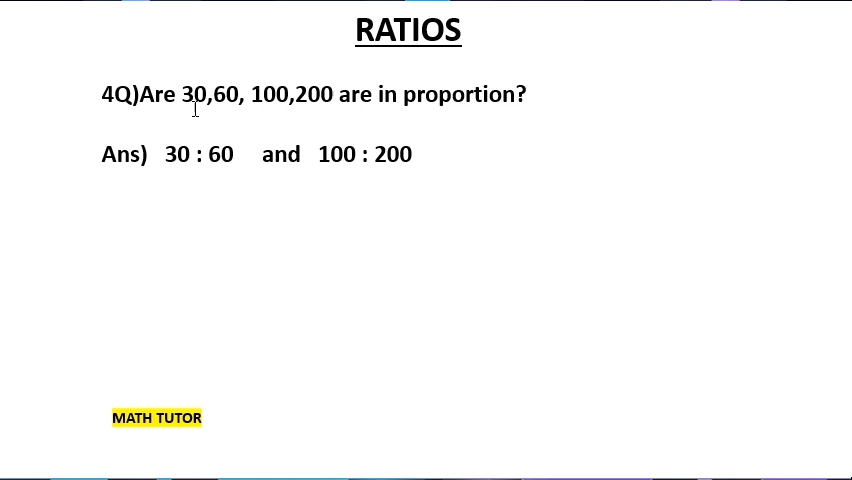 RATIOS
4Q)Are 30,60, 100,200 are in proportion?
Ans) 30 : 60 and 100 : 200
MATH TUTOR